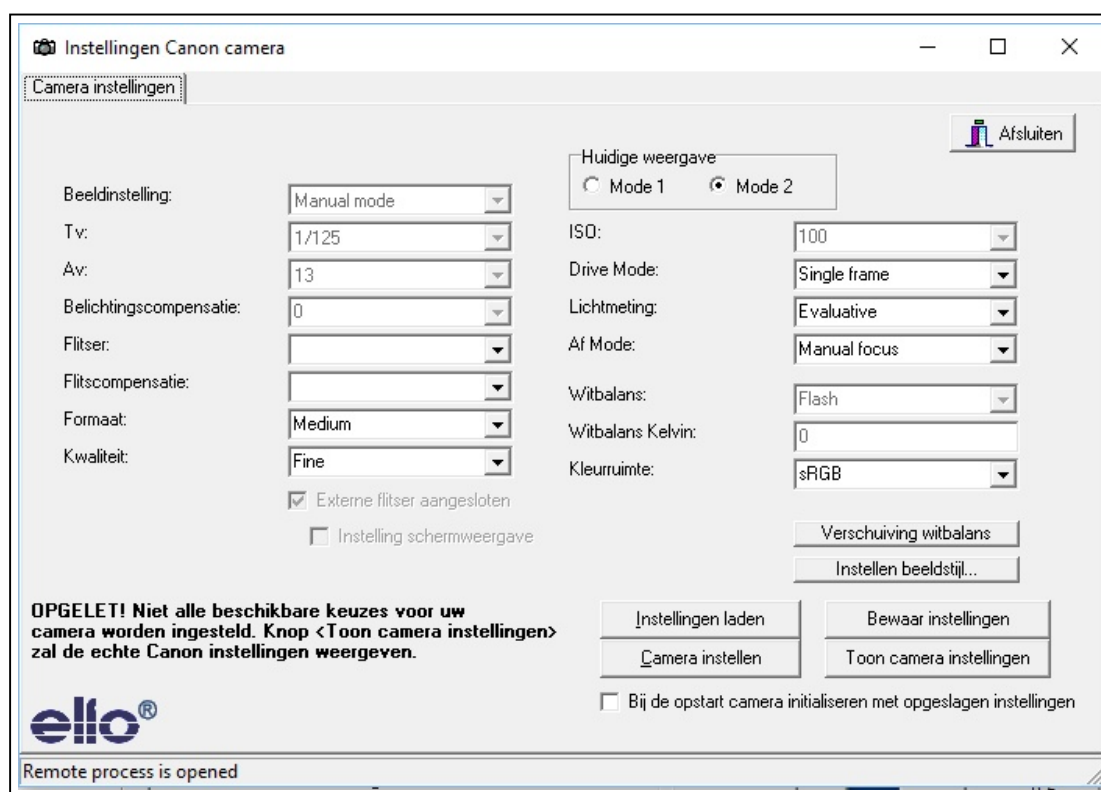 Instellingen Canon camera
Camera instellingen
Afsluiten
Huidige weergave
Mode 1 Mode 2
Beeldinstelling: Manual mode
Tv: 1/125
Av: 13
Belichtingscompensatie: 0
Flitser:
Flitscompensatie:
Formaat: Medium
Kwaliteit: Fine
Externe flitser aangesloten
Instelling schermweergave
ISO: 100
Drive Mode: Single frame
Lichtmeting: Evaluative
Af Mode: Manual focus
Witbalans: Flash
Witbalans Kelvin: 0
Kleurruimte: sRGB
Verschuiving witbalans
Instellen beeldstijl...
OPGELET! Niet alle beschikbare keuzes voor uw
camera worden ingesteld. Knop <Toon camera instellingen>
zal de echte Canon instellingen weergeven.
Instellingen laden Bewaar instellingen
Camera instellen Toon camera instellingen
Bij de opstart camera initialiseren met opgeslagen instellingen
elfo®
Remote process is opened